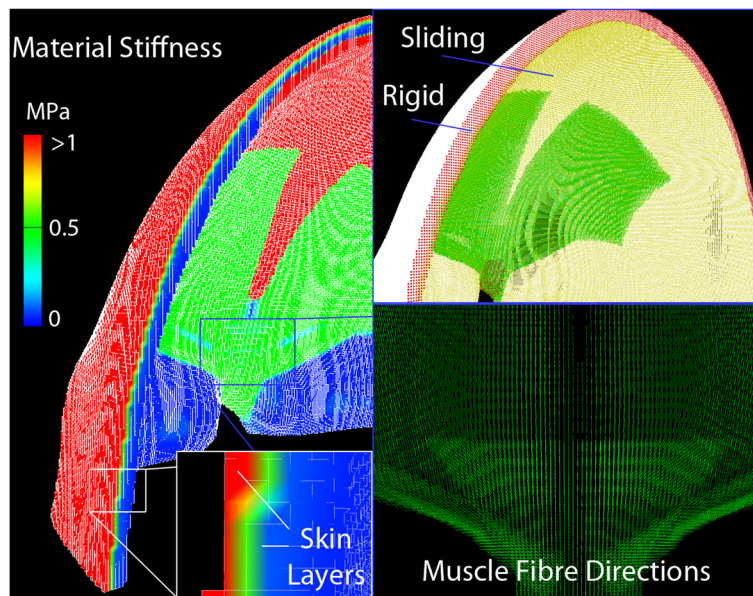 Material Stiffness
MPa
>1
0.5
0
Skin
Layers
Sliding
Rigid
Muscle Fibre Directions